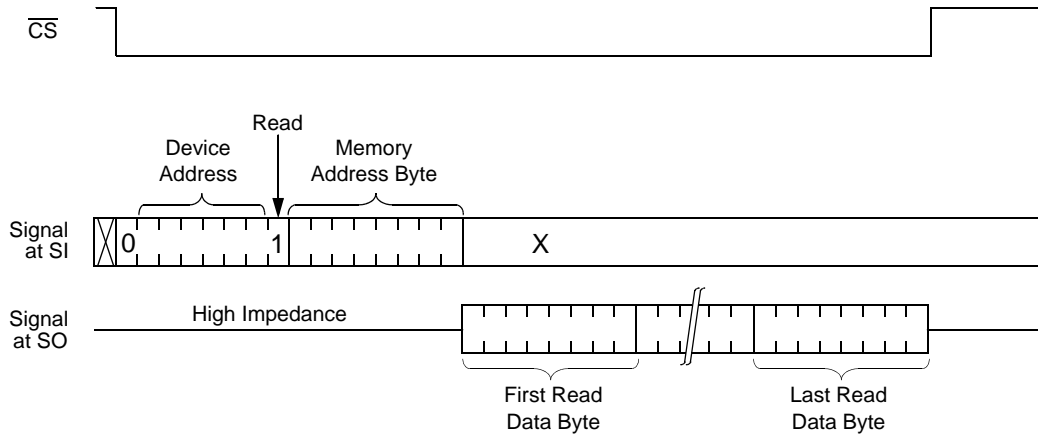 CS
Read
Device
Address
Memory
Address Byte
Signal
at SI
0
1
X
Signal
at SO
High Impedance
First Read
Data Byte
Last Read
Data Byte